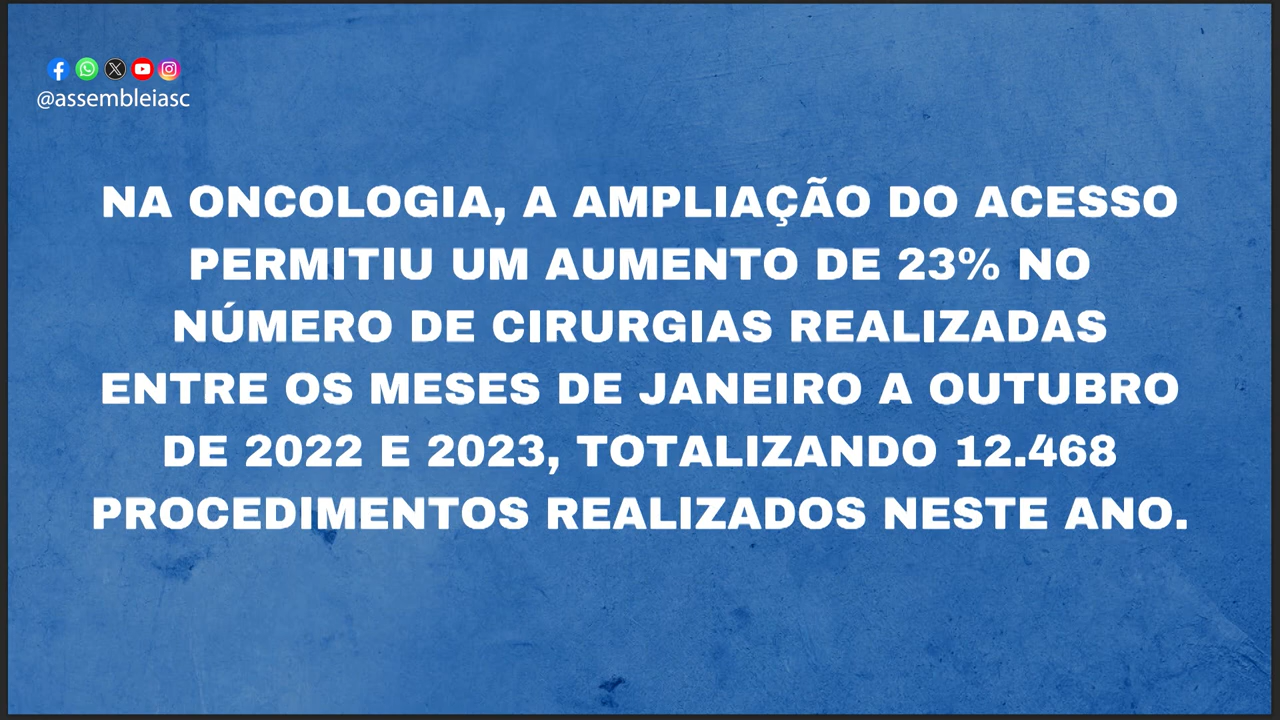 @assembleiasc
NA ONCOLOGIA, A AMPLIAÇÃO DO ACESSO
PERMITIU UM AUMENTO DE 23% NO
NÚMERO DE CIRURGIAS REALIZADAS
ENTRE OS MESES DE JANEIRO A OUTUBRO
DE 2022 E 2023, TOTALIZANDO 12.468
PROCEDIMENTOS REALIZADOS NESTE ANO.